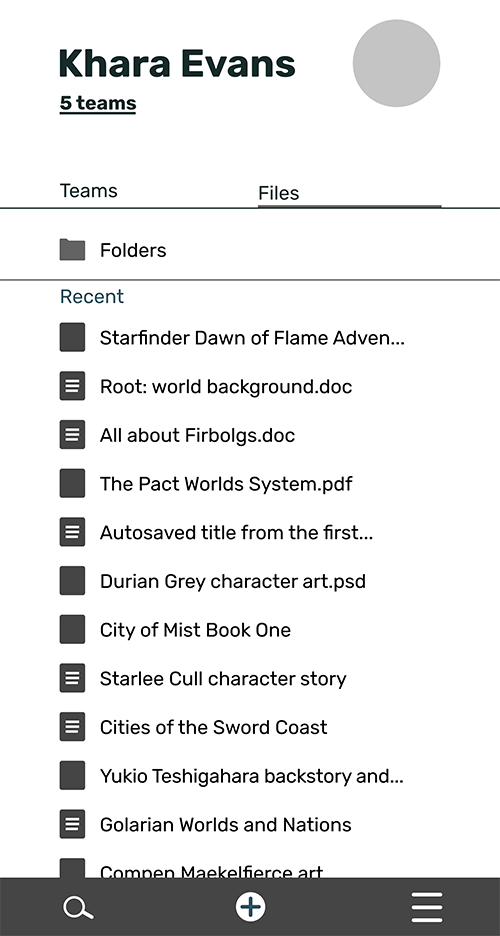 Khara Evans
5 teams
Teams
Files
Folders
Recent
Starfinder Dawn of Flame Adven...
Root: world background.doc
All about Firbolgs.doc
The Pact Worlds System.pdf
Autosaved title from the first...
Durian Grey character art.psd
City of Mist Book One
Starlee Cull character story
Cities of the Sword Coast
Yukio Teshigahara backstory and...
Golarian Worlds and Nations
Compen Maekelfierce art